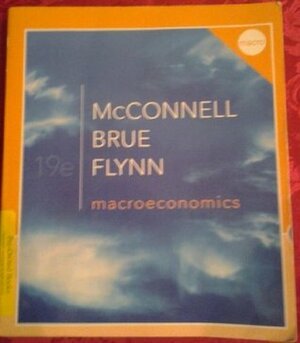 macro
McCONNELL
BRUE
19e
FLYNN
macroeconomics